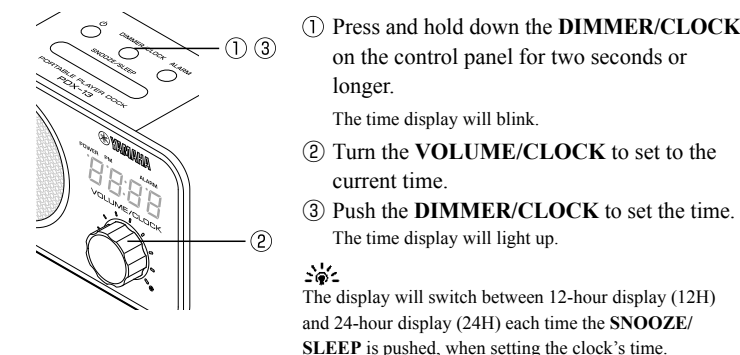 DIMMER/CLOCK
SNOOZE/SLEEP
ALARM
PORTABLE PLAYER DOCK
PDX-13
① ③
YAMAHA
POWER PM
ALARM
88:88
VOLUME/CLOCK
②
① Press and hold down the DIMMER/CLOCK
on the control panel for two seconds or
longer.
The time display will blink.
② Turn the VOLUME/CLOCK to set to the
current time.
③ Push the DIMMER/CLOCK to set the time.
The time display will light up.
The display will switch between 12-hour display (12H)
and 24-hour display (24H) each time the SNOOZE/
SLEEP is pushed, when setting the clock’s time.